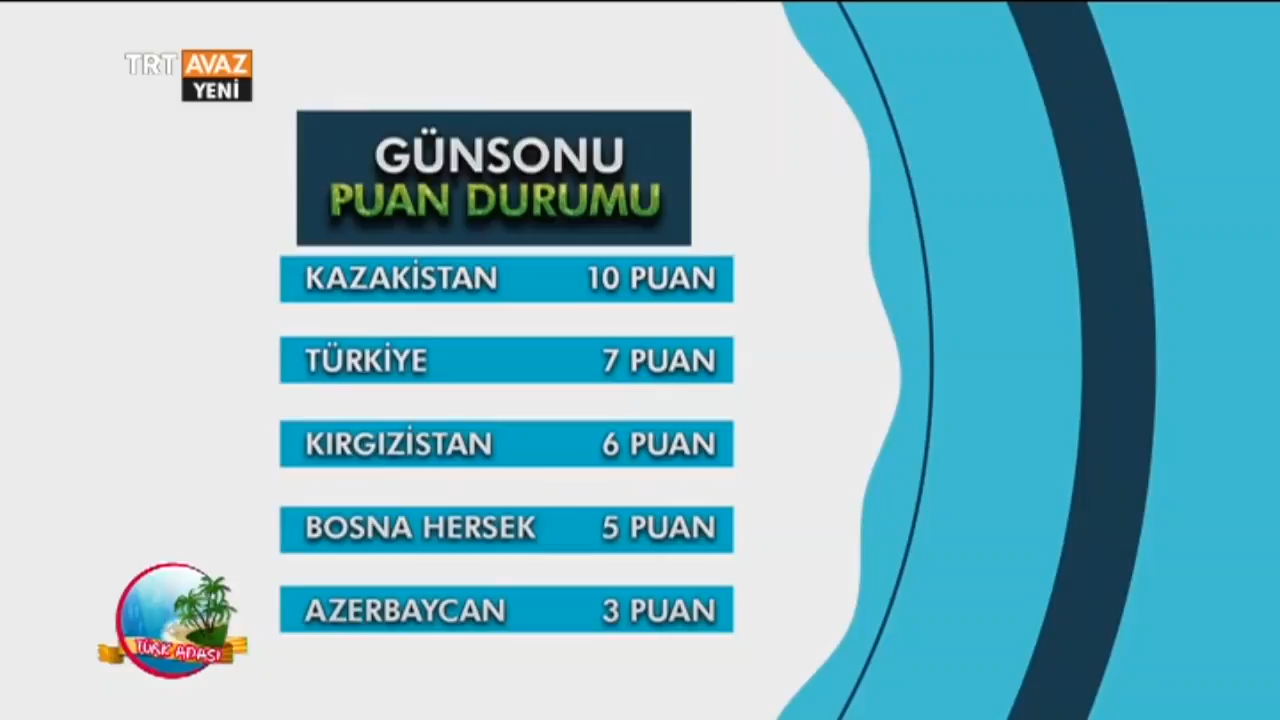 TRT AVAZ
YENİ
GÜNSONU
PUAN DURUMU
KAZAKİSTAN 10 PUAN
TÜRKİYE 7 PUAN
KIRGIZİSTAN 6 PUAN
BOSNA HERSEK 5 PUAN
AZERBAYCAN 3 PUAN
TÜRK ADASI